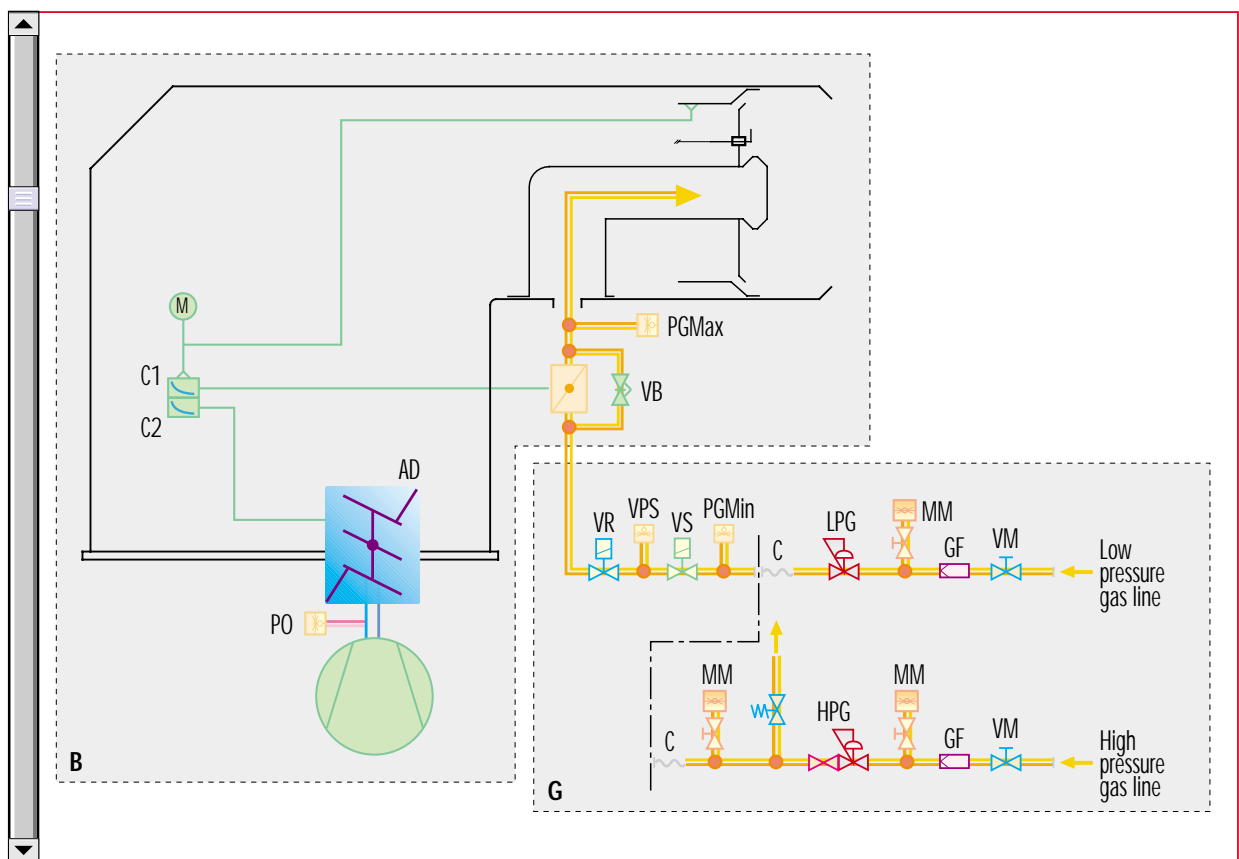 M
C1
C2
AD
PO
B
PGMax
VB
VR
VPS
VS
PGMin
C
LPG
MM
GF
VM
Low
pressure
gas line
MM
C
HPG
MM
GF
VM
High
pressure
gas line
G